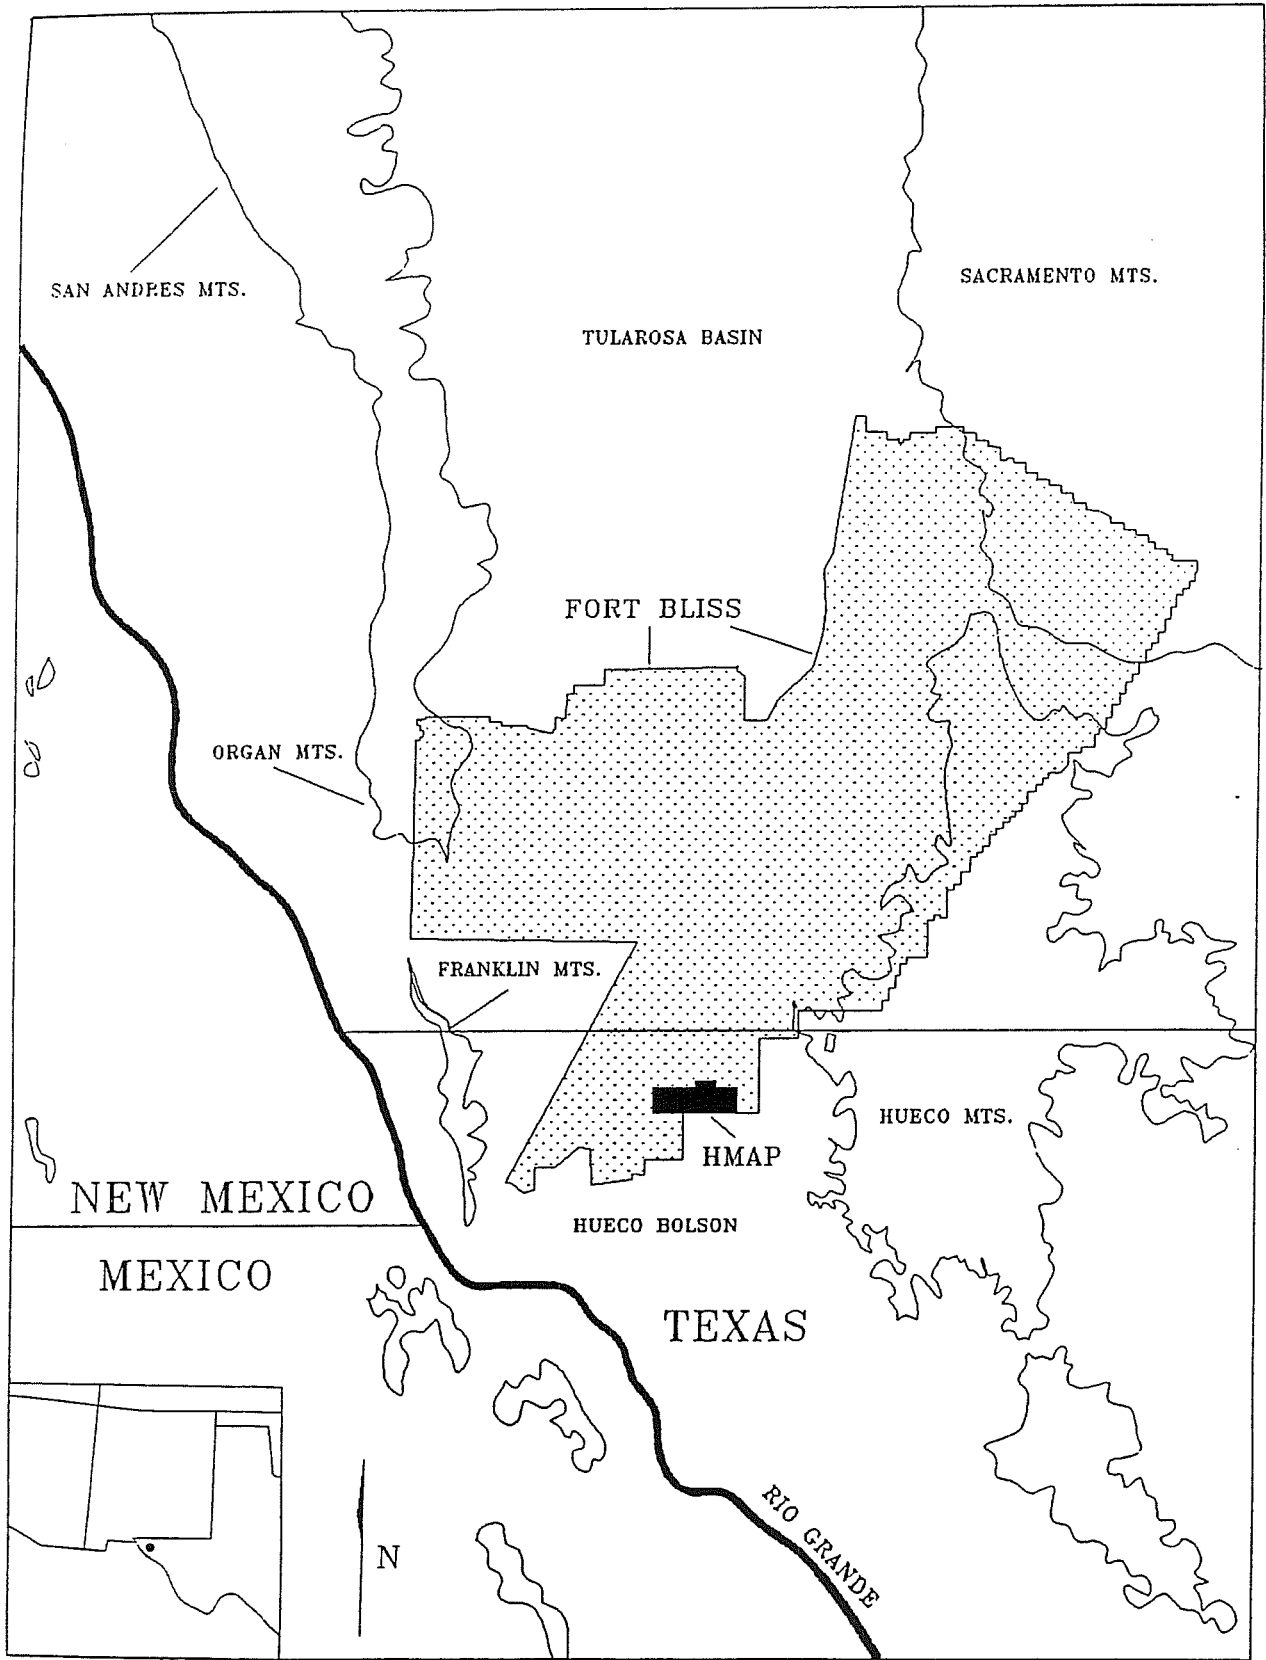 SAN ANDRES MTS.
SACRAMENTO MTS.
TULAROSA BASIN
FORT BLISS
ORGAN MTS.
FRANKLIN MTS.
HUECO MTS.
HMAP
NEW MEXICO
HUECO BOLSON
MEXICO
TEXAS
RIO GRANDE
N